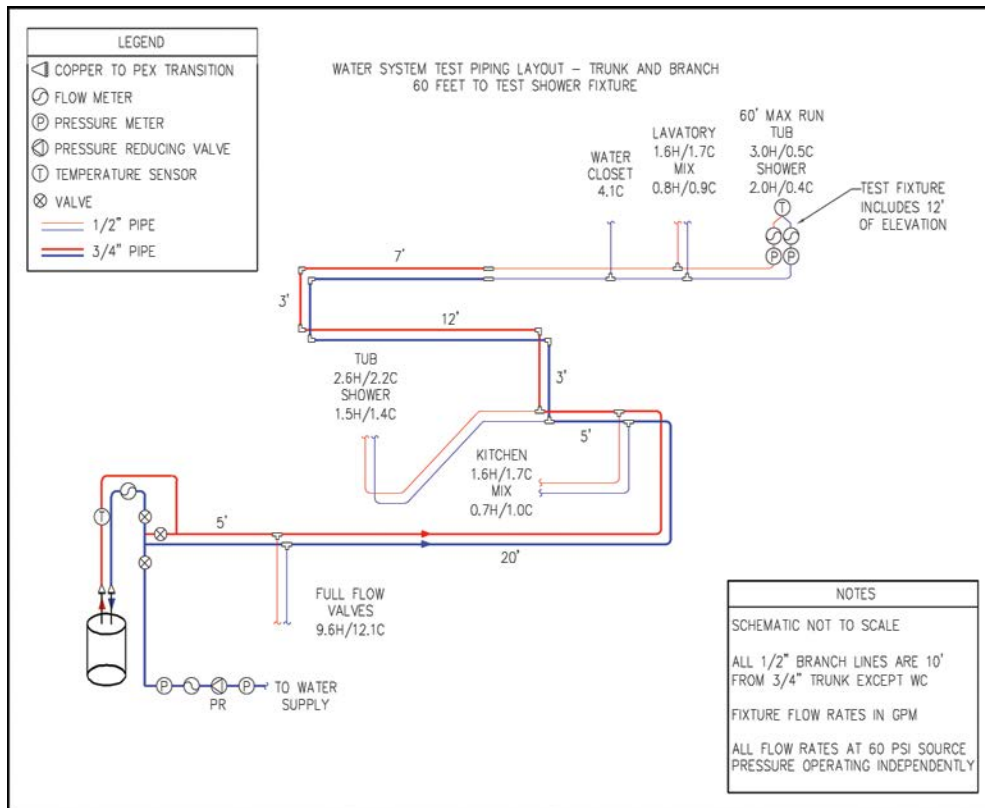 LEGEND
COPPER TO PEX TRANSITION
FLOW METER
P PRESSURE METER
PRESSURE REDUCING VALVE
T TEMPERATURE SENSOR
VALVE
1/2" PIPE
3/4" PIPE
WATER SYSTEM TEST PIPING LAYOUT – TRUNK AND BRANCH
60 FEET TO TEST SHOWER FIXTURE
WATER
CLOSET
4.1C
LAVATORY
1.6H/1.7C
MIX
0.8H/0.9C
60' MAX RUN
TUB
3.0H/0.5C
SHOWER
2.0H/0.4C
T
P P
TEST FIXTURE
INCLUDES 12'
OF ELEVATION
7'
3'
12'
3'
5'
TUB
2.6H/2.2C
SHOWER
1.5H/1.4C
KITCHEN
1.6H/1.7C
MIX
0.7H/1.0C
T
5'
20'
FULL FLOW
VALVES
9.6H/12.1C
P P
PR
TO WATER
SUPPLY
NOTES
SCHEMATIC NOT TO SCALE
ALL 1/2" BRANCH LINES ARE 10'
FROM 3/4" TRUNK EXCEPT WC
FIXTURE FLOW RATES IN GPM
ALL FLOW RATES AT 60 PSI SOURCE
PRESSURE OPERATING INDEPENDENTLY